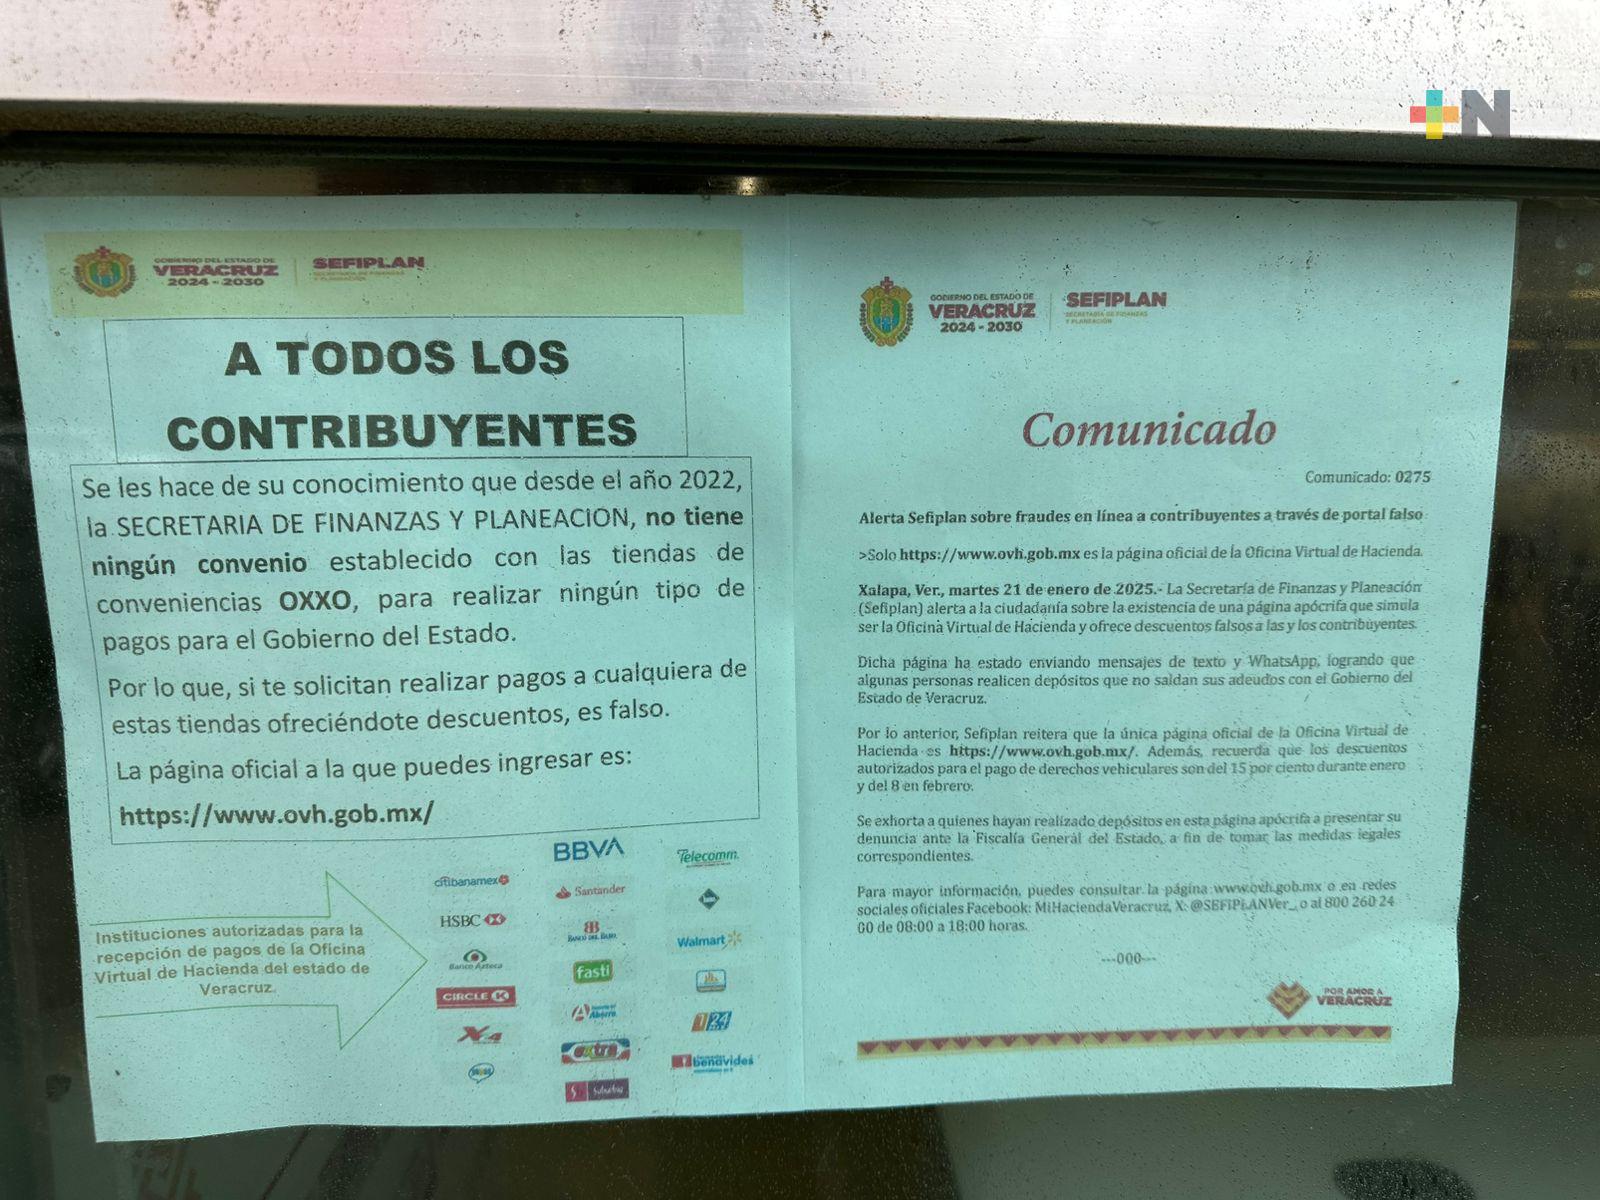 +N
GOBIERNO DEL ESTADO DE
VERACRUZ
2024 - 2030
SEFIPLAN
SECRETARÍA DE FINANZAS
Y PLANEACIÓN
A TODOS LOS
CONTRIBUYENTES
Se les hace de su conocimiento que desde el año 2022,
la SECRETARIA DE FINANZAS Y PLANEACION, no tiene
ningún convenio establecido con las tiendas de
conveniencias OXXO, para realizar ningún tipo de
pagos para el Gobierno del Estado.
Por lo que, si te solicitan realizar pagos a cualquiera de
estas tiendas ofreciéndote descuentos, es falso.
La página oficial a la que puedes ingresar es:
https://www.ovh.gob.mx/
Instituciones autorizadas para la
recepción de pagos de la Oficina
Virtual de Hacienda del estado de
Veracruz.
citibanamex
HSBC
Banco Azteca
CIRCLE K
X24
BBVA
Santander
BANCO DEL BAJIO
fasti
Ahorro
extra
Telecomm.
Walmart
24
benavides
GOBIERNO DEL ESTADO DE
VERACRUZ
2024 - 2030
SEFIPLAN
SECRETARÍA DE FINANZAS
Y PLANEACIÓN
Comunicado
Comunicado: 0275
Alerta Sefiplan sobre fraudes en línea a contribuyentes a través de portal falso
>Solo https://www.ovh.gob.mx es la página oficial de la Oficina Virtual de Hacienda.
Xalapa, Ver., martes 21 de enero de 2025.- La Secretaría de Finanzas y Planeación
(Sefiplan) alerta a la ciudadanía sobre la existencia de una página apócrifa que simula
ser la Oficina Virtual de Hacienda y ofrece descuentos falsos a las y los contribuyentes.
Dicha página ha estado enviando mensajes de texto y WhatsApp, logrando que
algunas personas realicen depósitos que no saldan sus adeudos con el Gobierno del
Estado de Veracruz.
Por lo anterior, Sefiplan reitera que la única página oficial de la Oficina Virtual de
Hacienda es https://www.ovh.gob.mx/. Además, recuerda que los descuentos
autorizados para el pago de derechos vehiculares son del 15 por ciento durante enero
y del 8 en febrero.
Se exhorta a quienes hayan realizado depósitos en esta página apócrifa a presentar su
denuncia ante la Fiscalía General del Estado, a fin de tomar las medidas legales
correspondientes.
Para mayor información, puedes consultar la página www.ovh.gob.mx o en redes
sociales oficiales Facebook: MiHaciendaVeracruz, X: @SEFIPLANVer_, o al 800 260 24
00 de 08:00 a 18:00 horas.
---000---
POR AMOR A
VERACRUZ